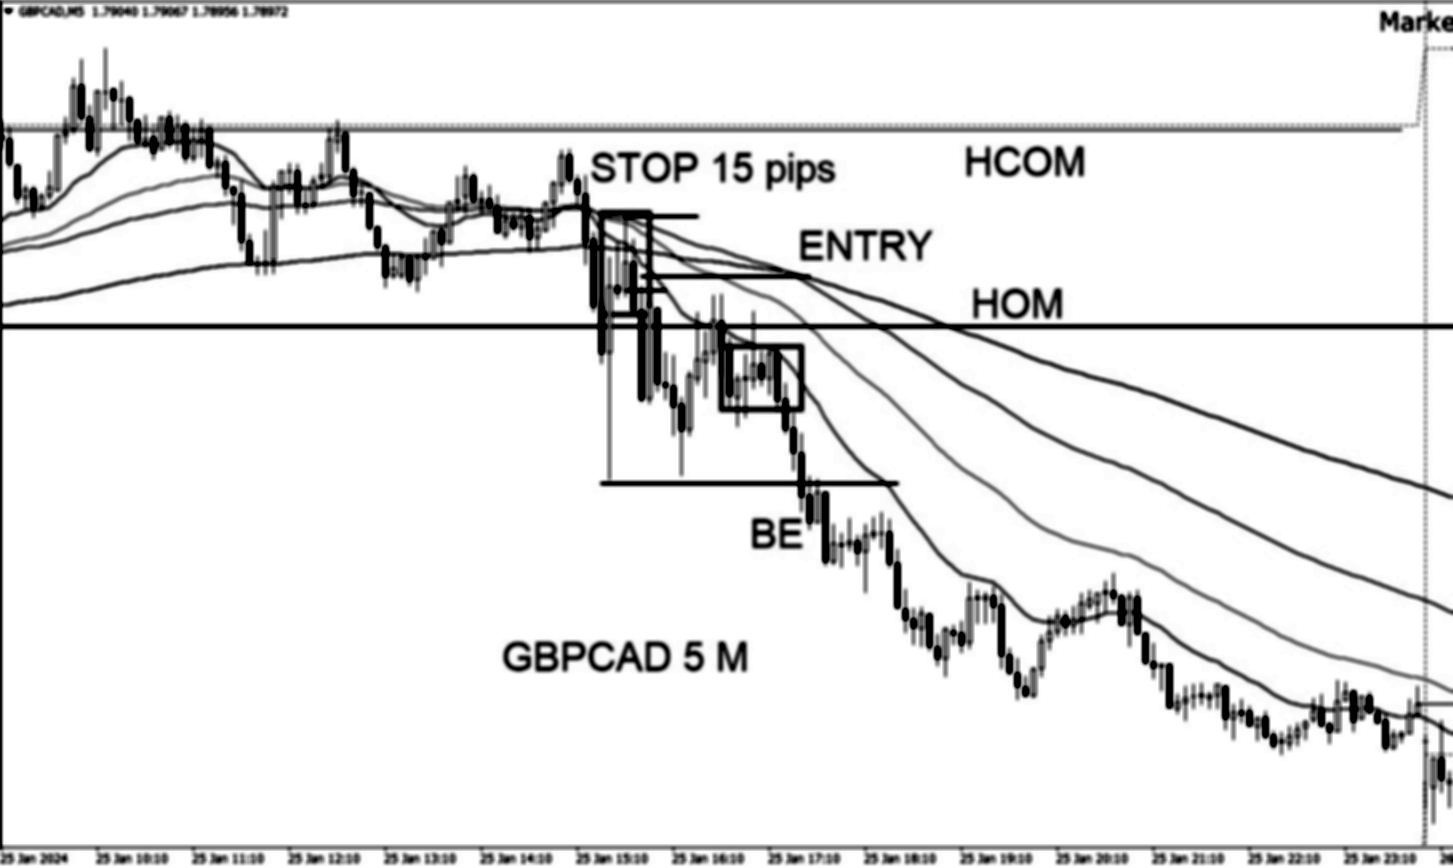 GBPCAD,M5 1.79040 1.79067 1.78956 1.78972
Marke
STOP 15 pips
HCOM
ENTRY
HOM
BE
GBPCAD 5 M
25 Jan 2024 25 Jan 10:10 25 Jan 11:10 25 Jan 12:10 25 Jan 13:10 25 Jan 14:10 25 Jan 15:10 25 Jan 16:10 25 Jan 17:10 25 Jan 18:10 25 Jan 19:10 25 Jan 20:10 25 Jan 21:10 25 Jan 22:10 25 Jan 23:10